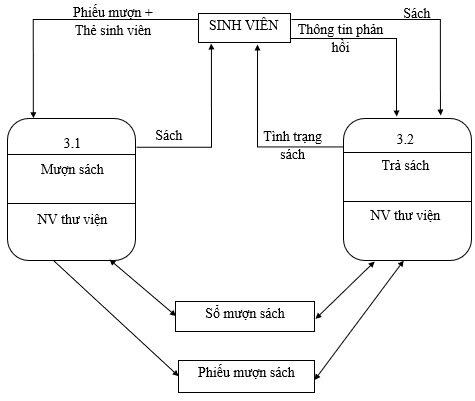 Phiếu mượn +
Thẻ sinh viên
SINH VIÊN
Sách
Thông tin phản
hồi
3.1
Mượn sách
NV thư viện
Sách
Tình trạng
sách
3.2
Trả sách
NV thư viện
Sổ mượn sách
Phiếu mượn sách